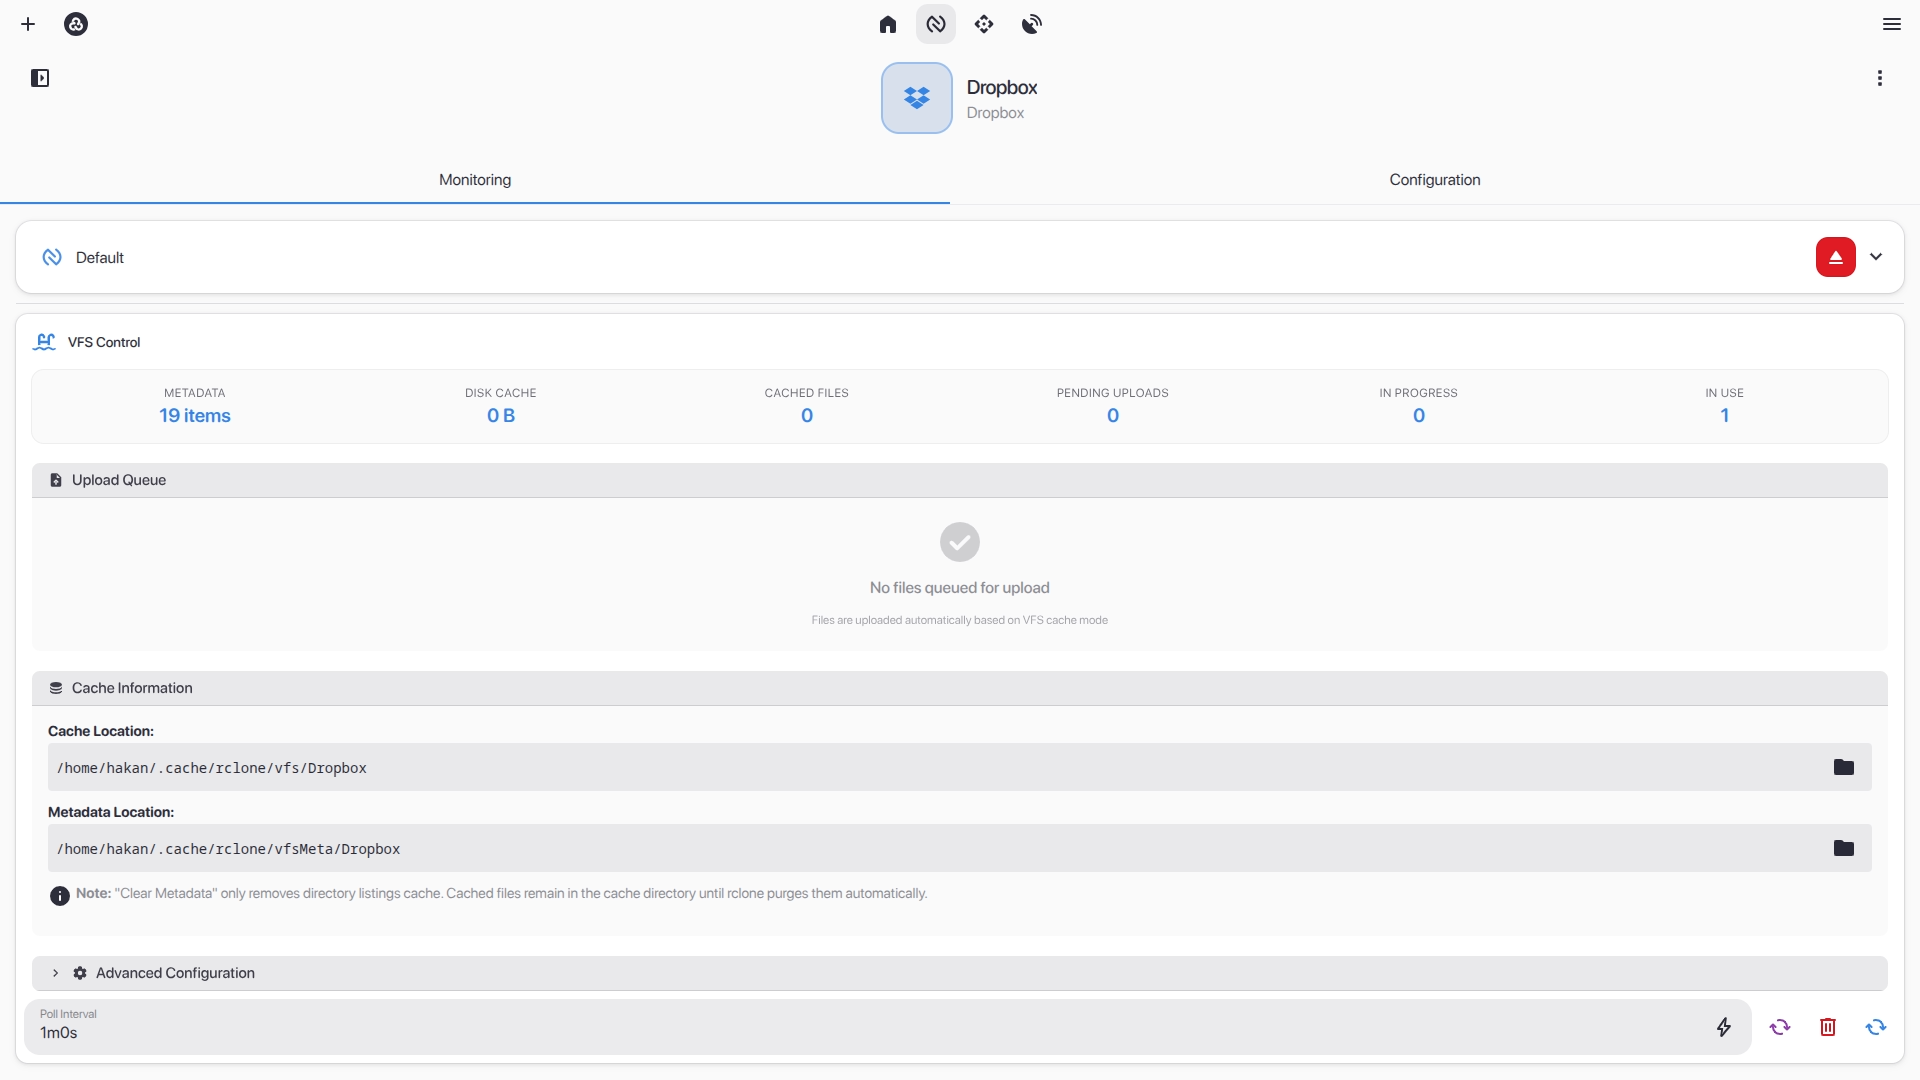 Dropbox
Dropbox
Monitoring
Configuration
Default
VFS Control
METADATA
19 items
DISK CACHE
0 B
CACHED FILES
0
PENDING UPLOADS
0
IN PROGRESS
0
IN USE
1
Upload Queue
No files queued for upload
Files are uploaded automatically based on VFS cache mode
Cache Information
Cache Location:
/home/hakan/.cache/rclone/vfs/Dropbox
Metadata Location:
/home/hakan/.cache/rclone/vfsMeta/Dropbox
Note: "Clear Metadata" only removes directory listings cache. Cached files remain in the cache directory until rclone purges them automatically.
Advanced Configuration
Poll Interval
1m0s